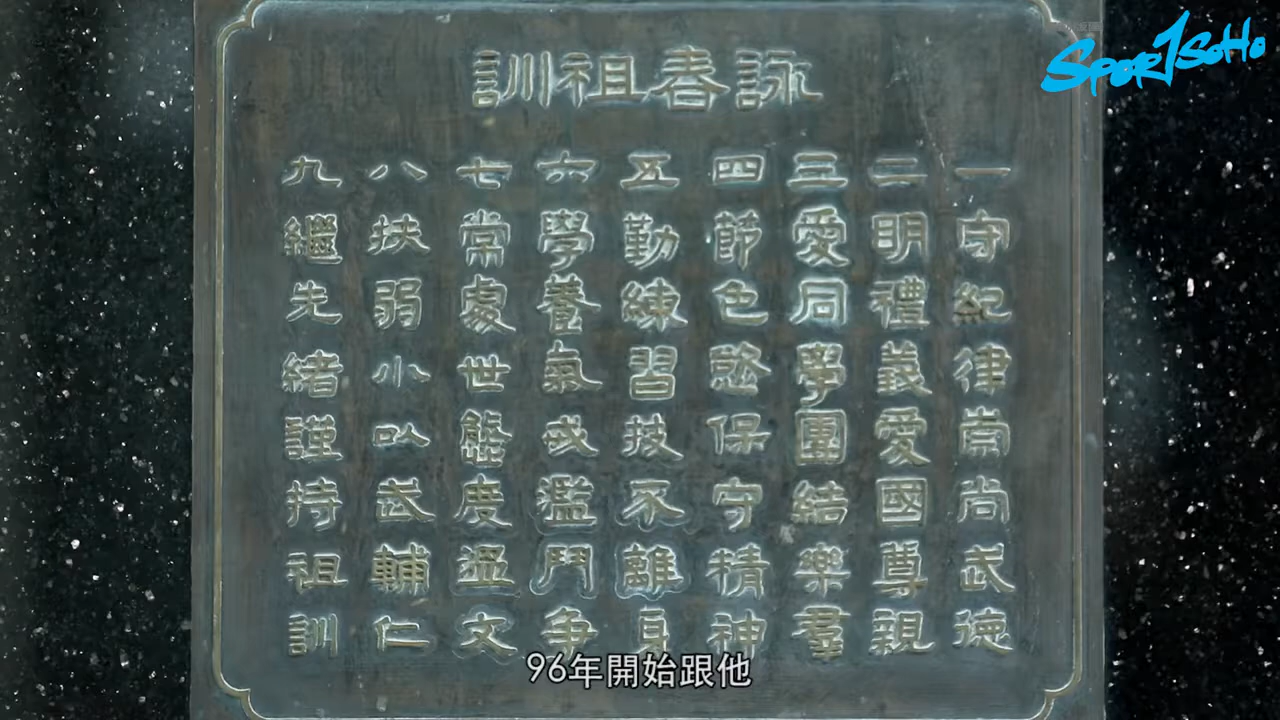 詠春祖訓
一守紀律崇尚武德
二明禮義愛國尊親
三愛同學團結樂羣
四節色慾保守精神
五勤練習技不離身
六學養氣戒濫鬥爭
七常處世態度溫文
八扶弱小以武輔仁
九繼先緒謹持祖訓
SPORTSOHO
96年開始跟他